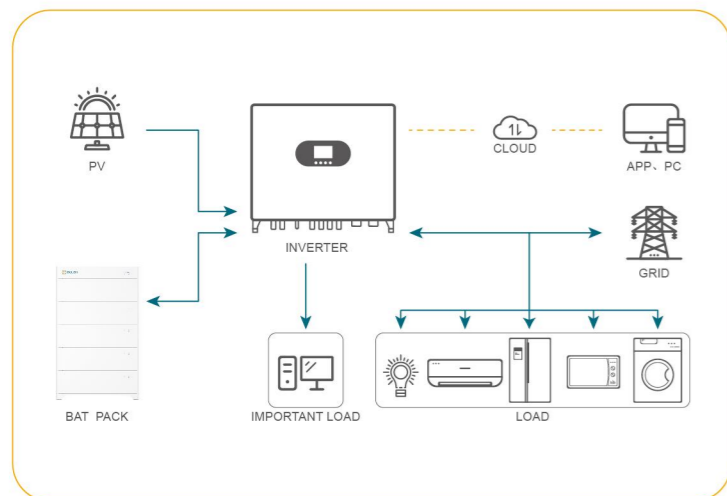 PV
CLOUD
APP、PC
INVERTER
GRID
BAT PACK
IMPORTANT LOAD
LOAD